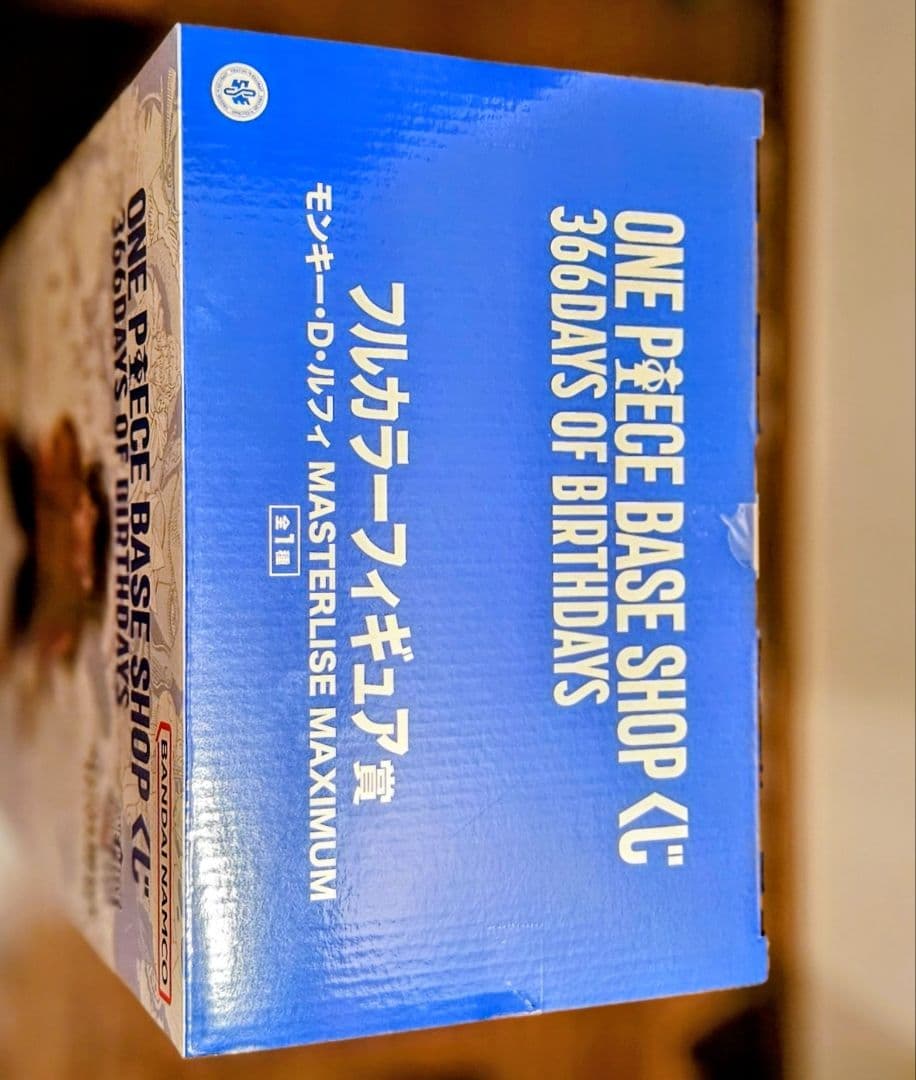 ONE PIECE BASE SHOP くじ
366DAYS OF BIRTHDAYS
フルカラーフィギュア賞
モンキー・D・ルフィ MASTERLISE MAXIMUM
全1種
ONE PIECE BASE SHOP くじ
366DAYS OF BIRTHDAYS
BANDAI NAMCO